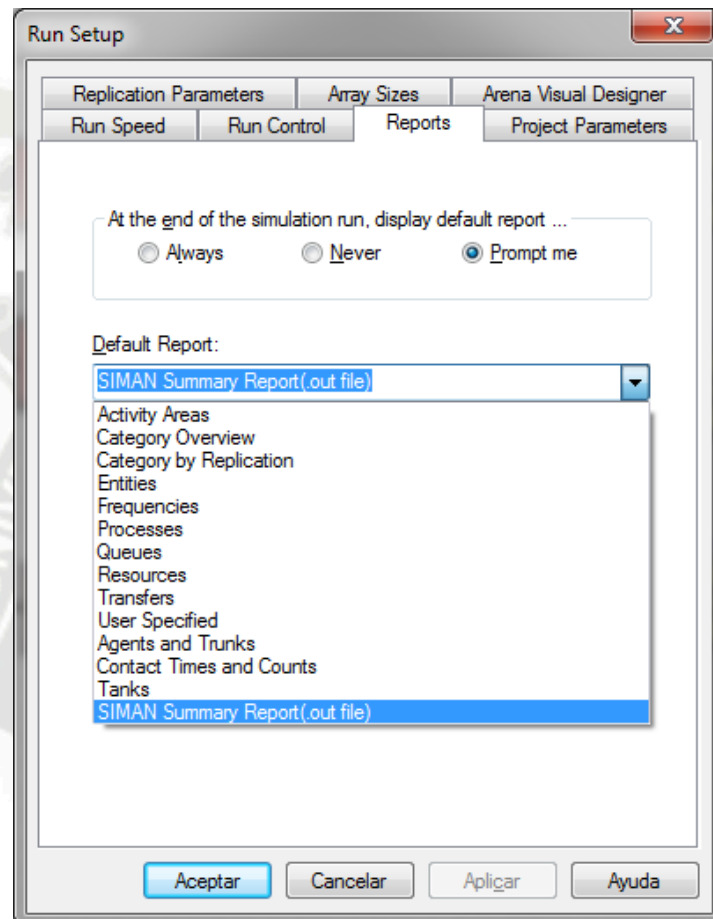 Run Setup
Replication Parameters Array Sizes Arena Visual Designer
Run Speed Run Control Reports Project Parameters
At the end of the simulation run, display default report ...
Always Never Prompt me
Default Report:
SIMAN Summary Report(.out file)
Activity Areas
Category Overview
Category by Replication
Entities
Frequencies
Processes
Queues
Resources
Transfers
User Specified
Agents and Trunks
Contact Times and Counts
Tanks
SIMAN Summary Report(.out file)
Aceptar Cancelar Aplicar Ayuda